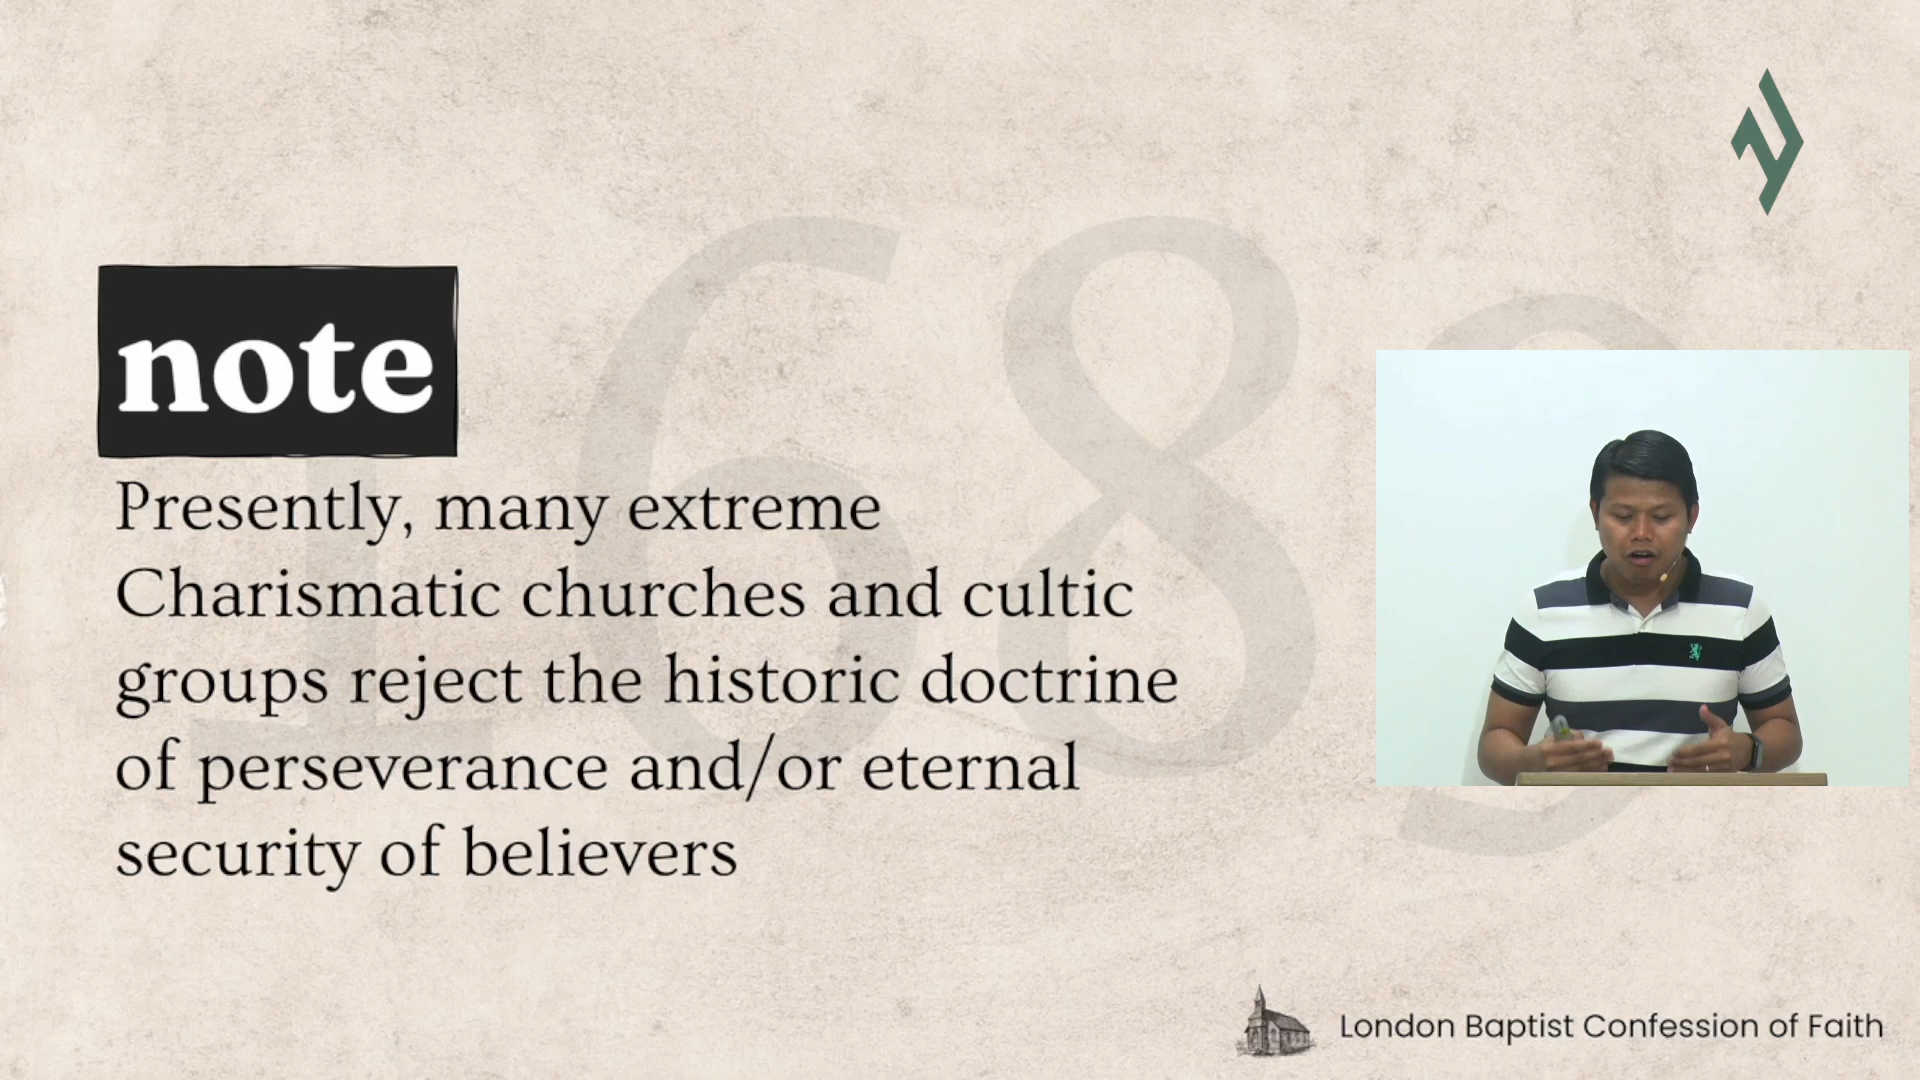 1689
note
Presently, many extreme
Charismatic churches and cultic
groups reject the historic doctrine
of perseverance and/or eternal
security of believers
London Baptist Confession of Faith